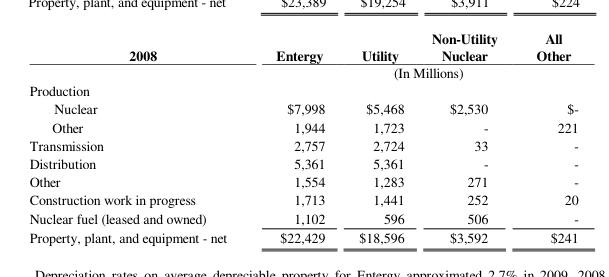 Property, plant, and equipment - net $23,389 $19,254 $3,911 $224
Non-Utility All
2008 Entergy Utility Nuclear Other
(In Millions)
Production
Nuclear $7,998 $5,468 $2,530 $-
Other 1,944 1,723 - 221
Transmission 2,757 2,724 33 -
Distribution 5,361 5,361 - -
Other 1,554 1,283 271 -
Construction work in progress 1,713 1,441 252 20
Nuclear fuel (leased and owned) 1,102 596 506 -
Property, plant, and equipment - net $22,429 $18,596 $3,592 $241
Depreciation rates on average depreciable property for Entergy approximated 2.7% in 2009, 2008